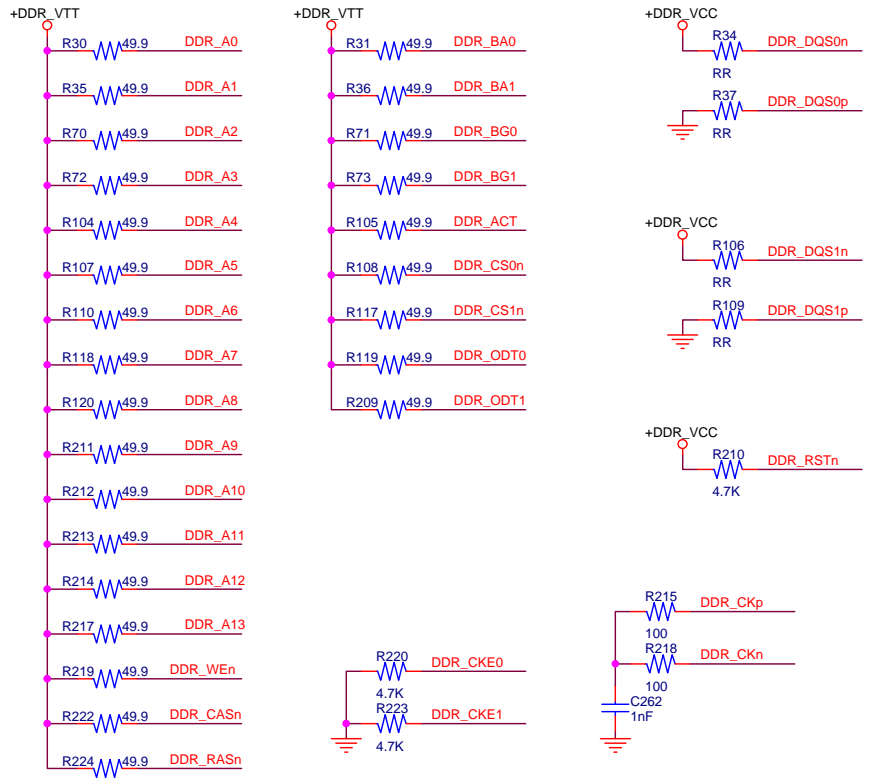 +DDR_VTT
R30 49.9 DDR_A0
R35 49.9 DDR_A1
R70 49.9 DDR_A2
R72 49.9 DDR_A3
R104 49.9 DDR_A4
R107 49.9 DDR_A5
R110 49.9 DDR_A6
R118 49.9 DDR_A7
R120 49.9 DDR_A8
R211 49.9 DDR_A9
R212 49.9 DDR_A10
R213 49.9 DDR_A11
R214 49.9 DDR_A12
R217 49.9 DDR_A13
R219 49.9 DDR_WEn
R222 49.9 DDR_CASn
R224 49.9 DDR_RASn
+DDR_VTT
R31 49.9 DDR_BA0
R36 49.9 DDR_BA1
R71 49.9 DDR_BG0
R73 49.9 DDR_BG1
R105 49.9 DDR_ACT
R108 49.9 DDR_CS0n
R117 49.9 DDR_CS1n
R119 49.9 DDR_ODT0
R209 49.9 DDR_ODT1
R220 DDR_CKE0
4.7K
R223 DDR_CKE1
4.7K
+DDR_VCC
R34 DDR_DQS0n
RR
R37 DDR_DQS0p
RR
+DDR_VCC
R106 DDR_DQS1n
RR
R109 DDR_DQS1p
RR
+DDR_VCC
R210 DDR_RSTn
4.7K
R215 DDR_CKp
100
R218 DDR_CKn
100
C262
1nF